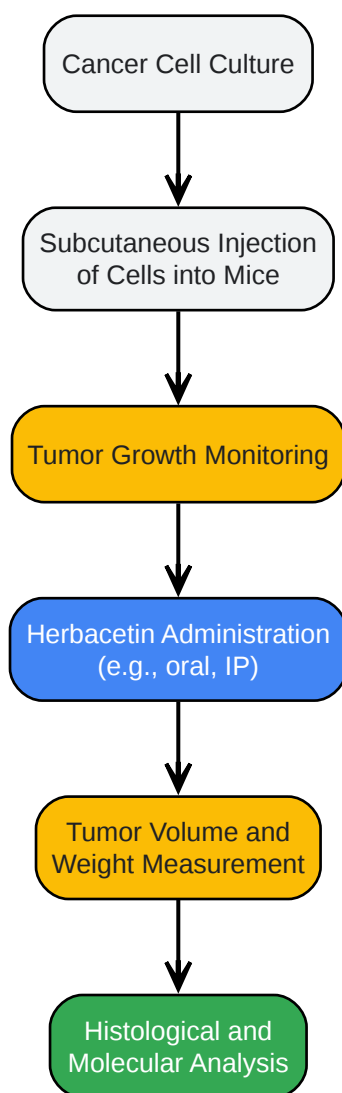 Cancer Cell Culture
Subcutaneous Injection
of Cells into Mice
Tumor Growth Monitoring
Herbacetin Administration
(e.g., oral, IP)
Tumor Volume and
Weight Measurement
Histological and
Molecular Analysis